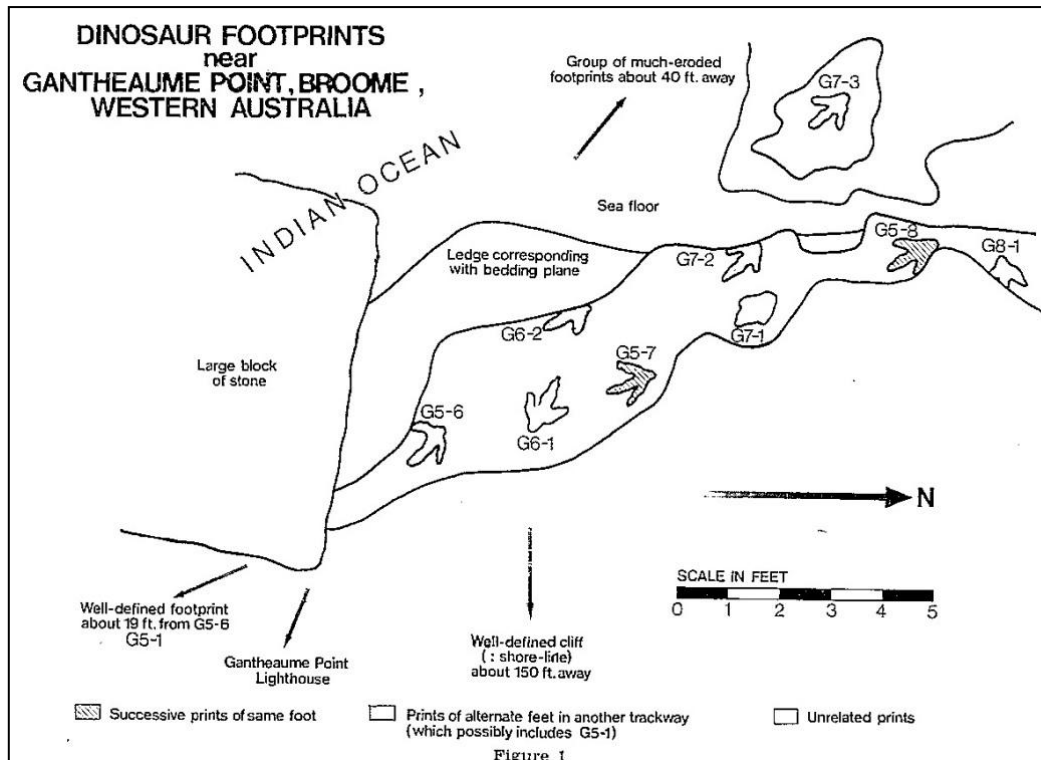 DINOSAUR FOOTPRINTS
near
GANTHEAUME POINT, BROOME ,
WESTERN AUSTRALIA
Group of much-eroded
footprints about 40 ft. away
G7-3
INDIAN OCEAN
Sea floor
G5-8
G8-1
Ledge corresponding
with bedding plane
G7-2
G6-2
G7-1
Large block
of stone
G5-7
G5-6
G6-1
N
SCALE IN FEET
0 1 2 3 4 5
Well-defined footprint
about 19 ft. from G5-6
G5-1
Gantheaume Point
Lighthouse
Well-defined cliff
(: shore-line)
about 150 ft. away
Successive prints of same foot
Prints of alternate feet in another trackway
(which possibly includes G5-1)
Unrelated prints
Figure 1